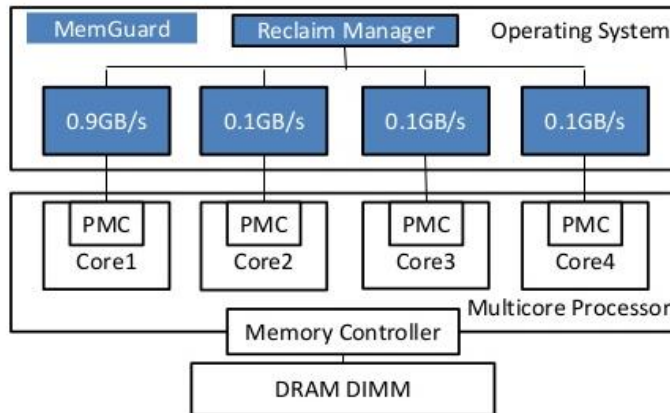 MemGuard
Reclaim Manager
Operating System
0.9GB/s
0.1GB/s
0.1GB/s
0.1GB/s
PMC
PMC
PMC
PMC
Core1
Core2
Core3
Core4
Multicore Processor
Memory Controller
DRAM DIMM